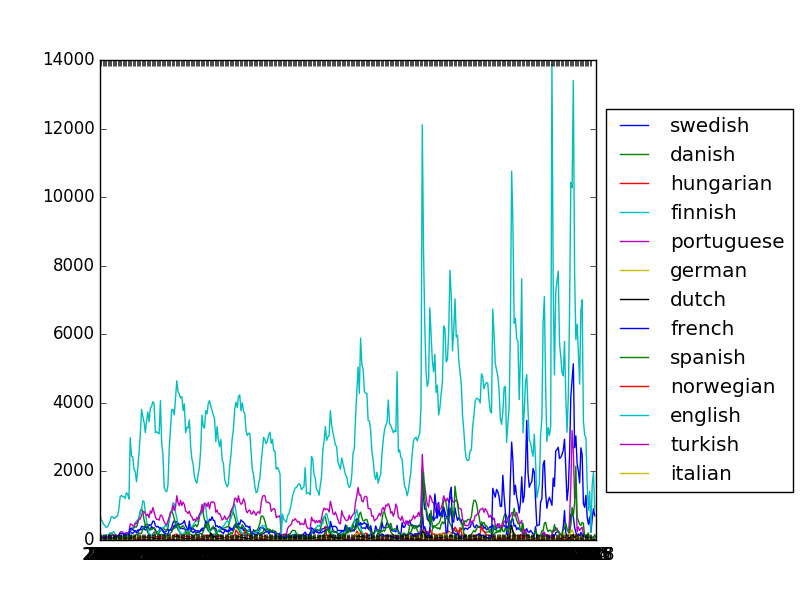 14000
12000
10000
8000
6000
4000
2000
0
swedish
danish
hungarian
finnish
portuguese
german
dutch
french
spanish
norwegian
english
turkish
italian